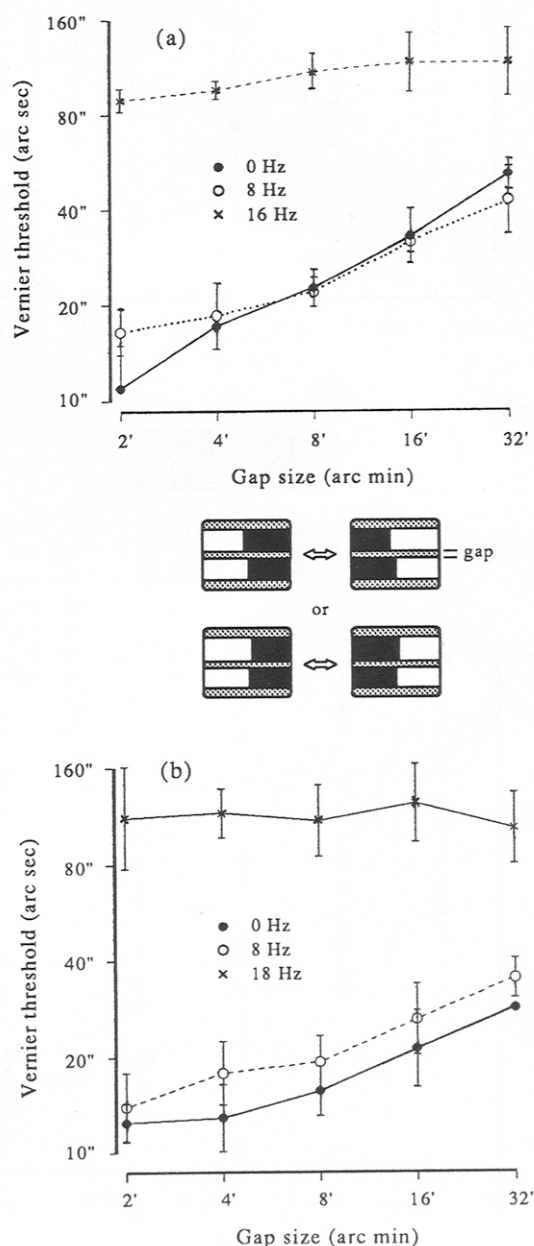 (a)
160"
80"
40"
20"
10"
Vernier threshold (arc sec)
0 Hz
8 Hz
16 Hz
2' 4' 8' 16' 32'
Gap size (arc min)
gap
or
(b)
160"
80"
40"
20"
10"
Vernier threshold (arc sec)
0 Hz
8 Hz
18 Hz
2' 4' 8' 16' 32'
Gap size (arc min)